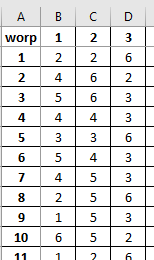 A B C D
worp 1 2 3
1 2 2 6
2 4 6 2
3 5 6 3
4 4 4 3
5 3 3 6
6 5 4 3
7 4 5 3
8 2 5 6
9 1 5 3
10 6 5 2
11 1 2 6